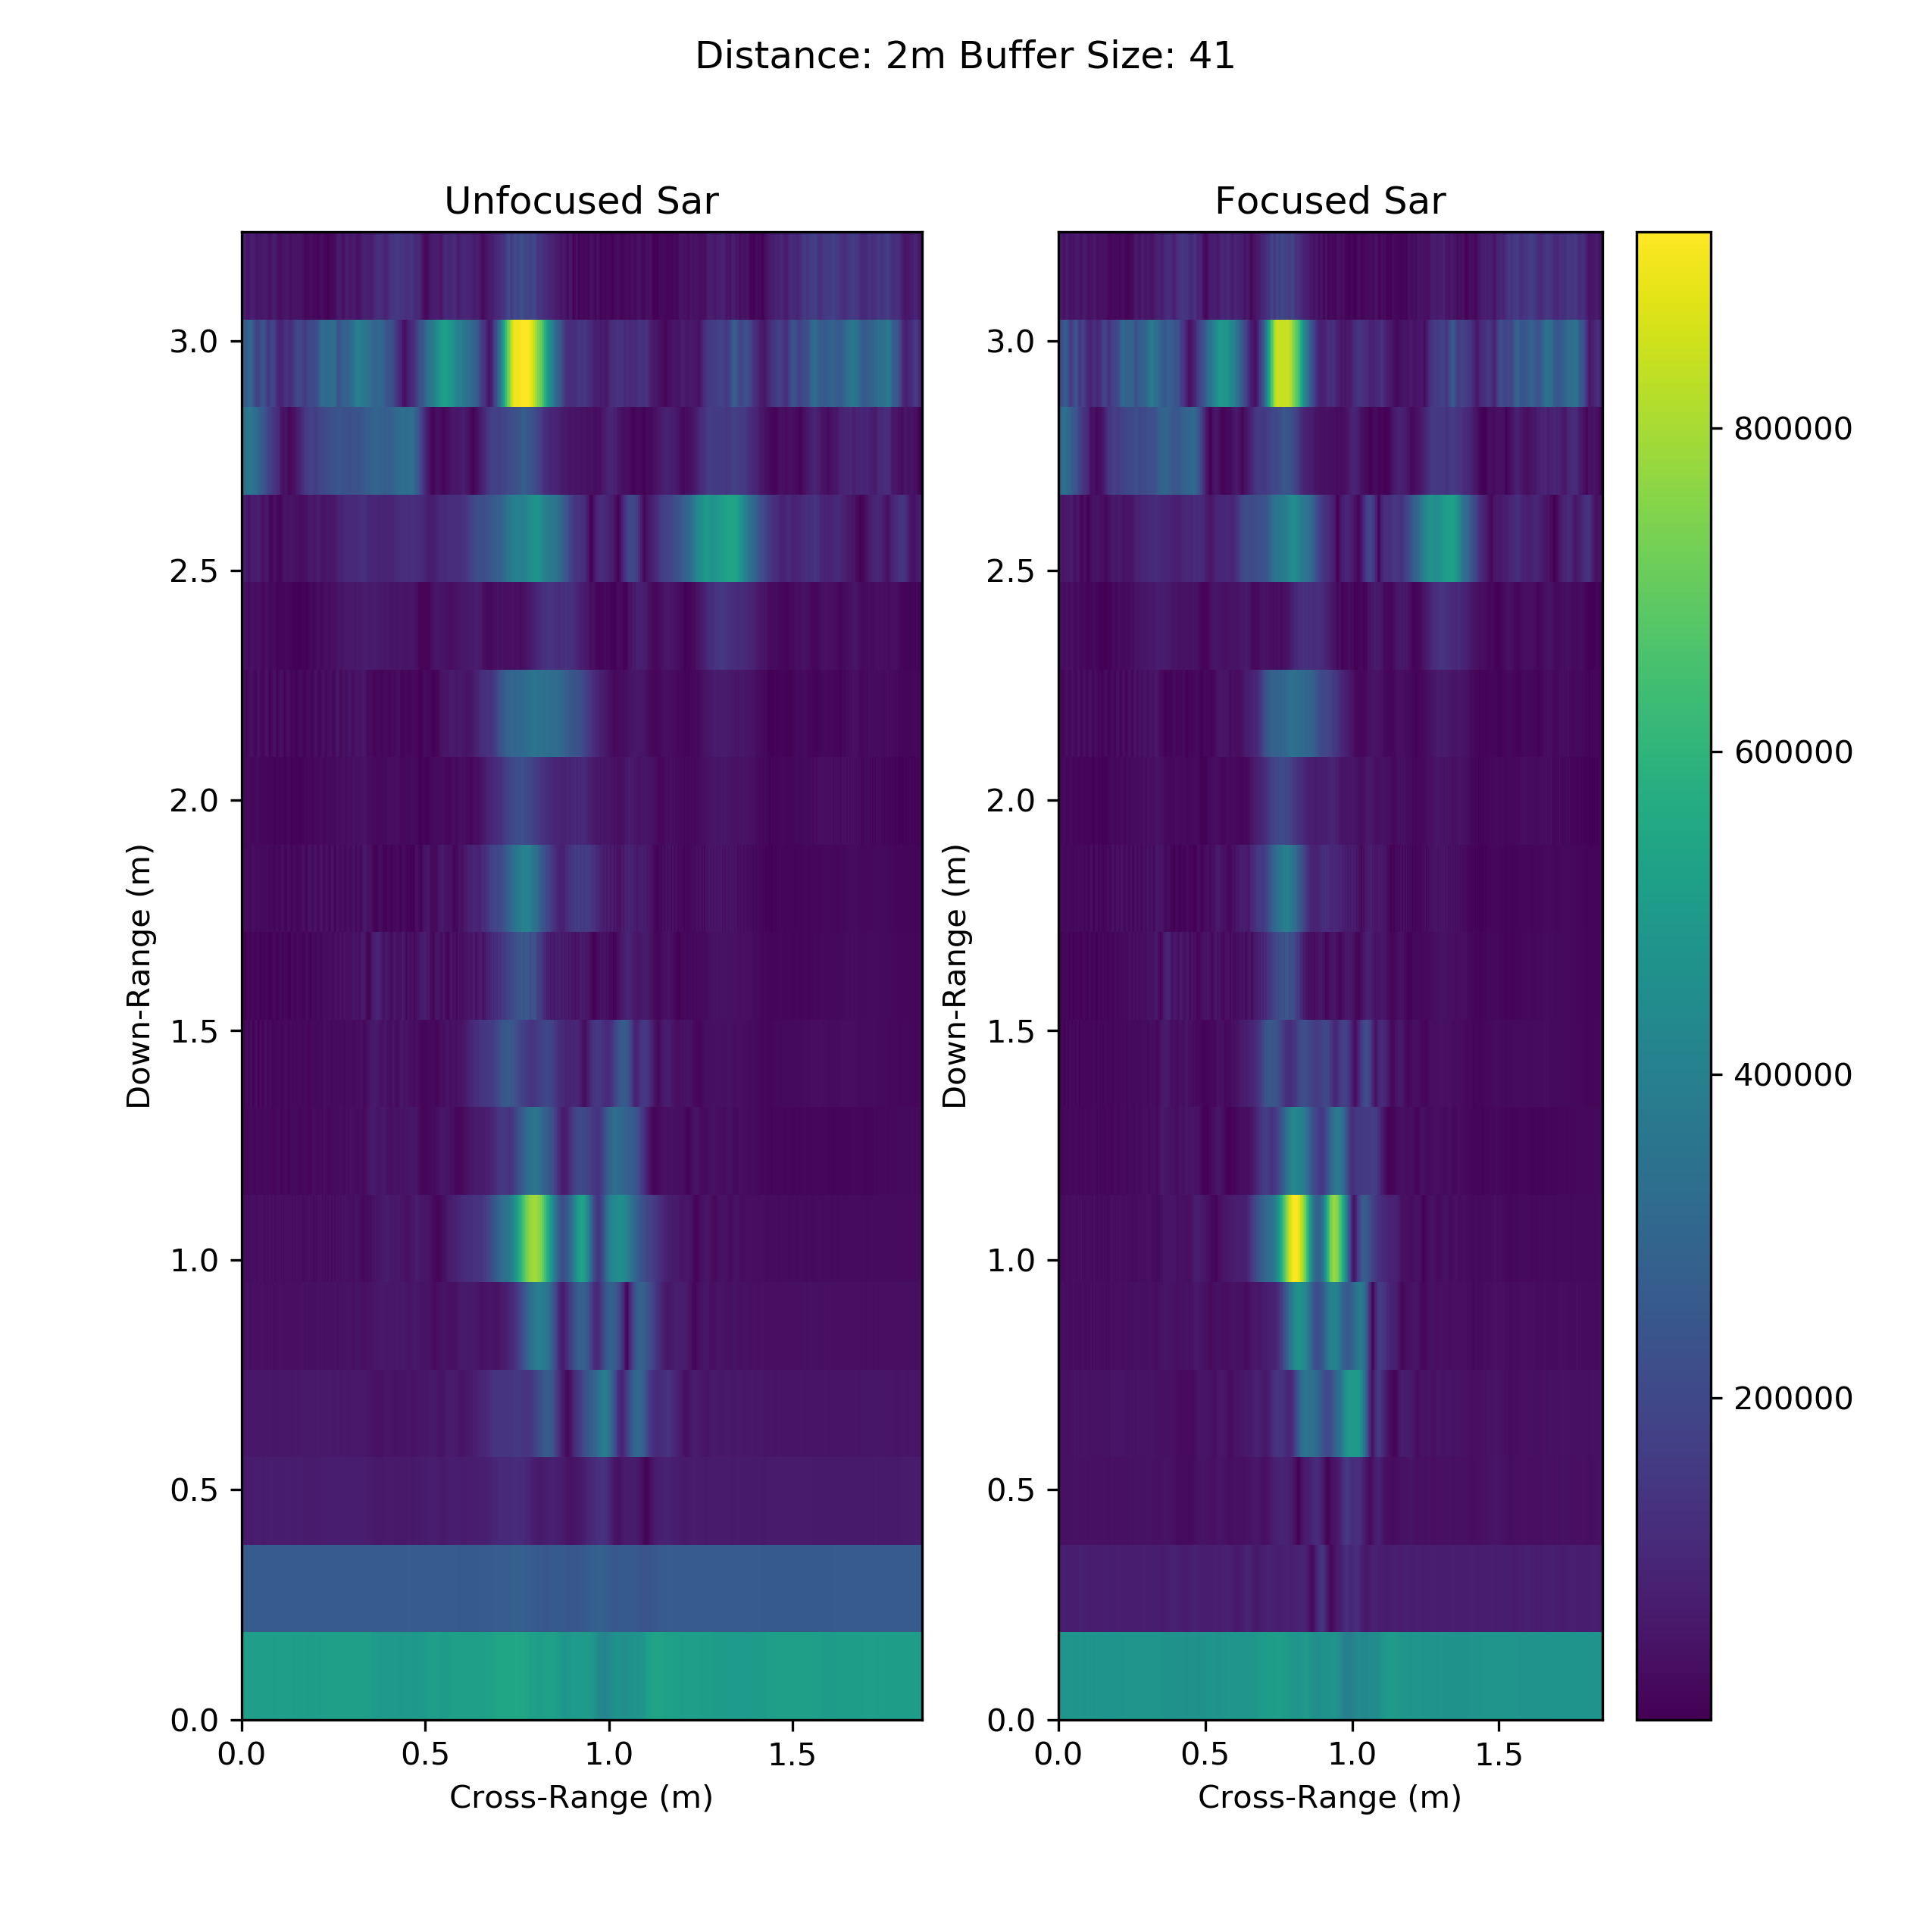 Distance: 2m Buffer Size: 41
Unfocused Sar
Focused Sar
3.0
2.5
2.0
1.5
1.0
0.5
0.0
Down-Range (m)
0.0 0.5 1.0 1.5
Cross-Range (m)
3.0
2.5
2.0
1.5
1.0
0.5
0.0
Down-Range (m)
0.0 0.5 1.0 1.5
Cross-Range (m)
800000
600000
400000
200000